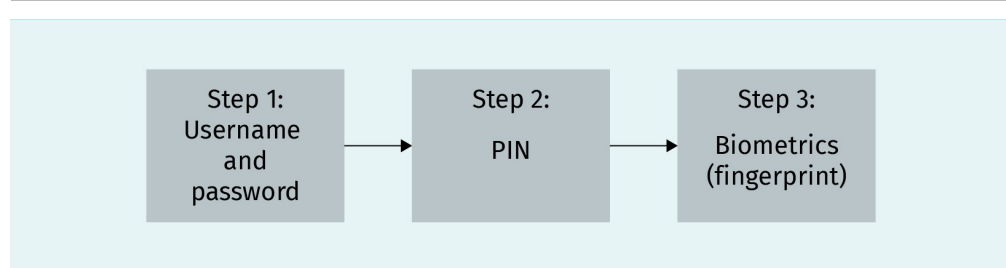 Step 1:
Username
and
password
Step 2:
PIN
Step 3:
Biometrics
(fingerprint)